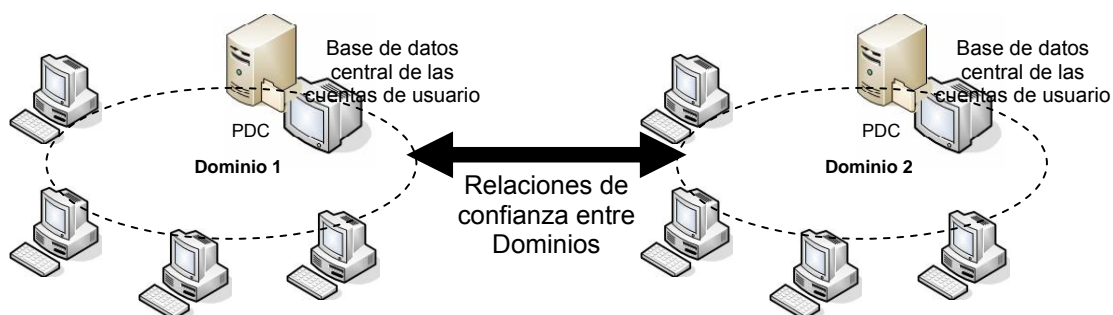 Base de datos
central de las
cuentas de usuario
PDC
Dominio 1
Relaciones de
confianza entre
Dominios
Base de datos
central de las
cuentas de usuario
PDC
Dominio 2